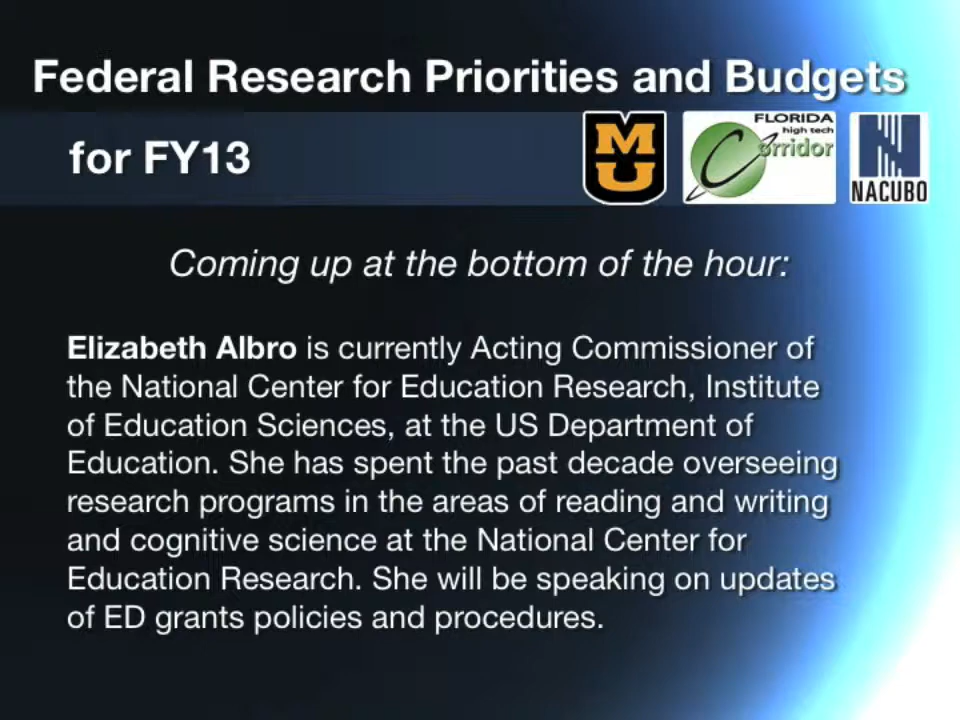 Federal Research Priorities and Budgets
for FY13
MU
FLORIDA
high tech
Corridor
N
NACUBO
Coming up at the bottom of the hour:
Elizabeth Albro is currently Acting Commissioner of
the National Center for Education Research, Institute
of Education Sciences, at the US Department of
Education. She has spent the past decade overseeing
research programs in the areas of reading and writing
and cognitive science at the National Center for
Education Research. She will be speaking on updates
of ED grants policies and procedures.